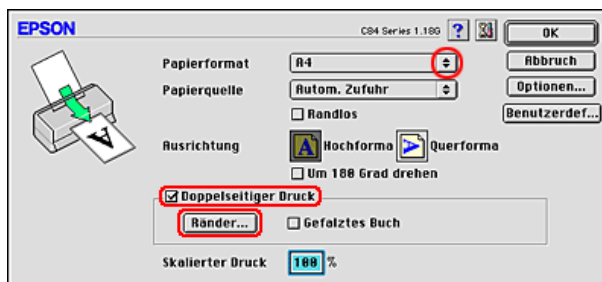 EPSON
C84 Series 1.18G ?
OK
Papierformat A4
Abbruch
Papierquelle Autom. Zufuhr
Optionen...
Randlos
Benutzerdef...
Ausrichtung A Hochforma A Querforma
Um 180 Grad drehen
Doppelseitiger Druck
Ränder... Gefalztes Buch
Skalierter Druck 100 %
A